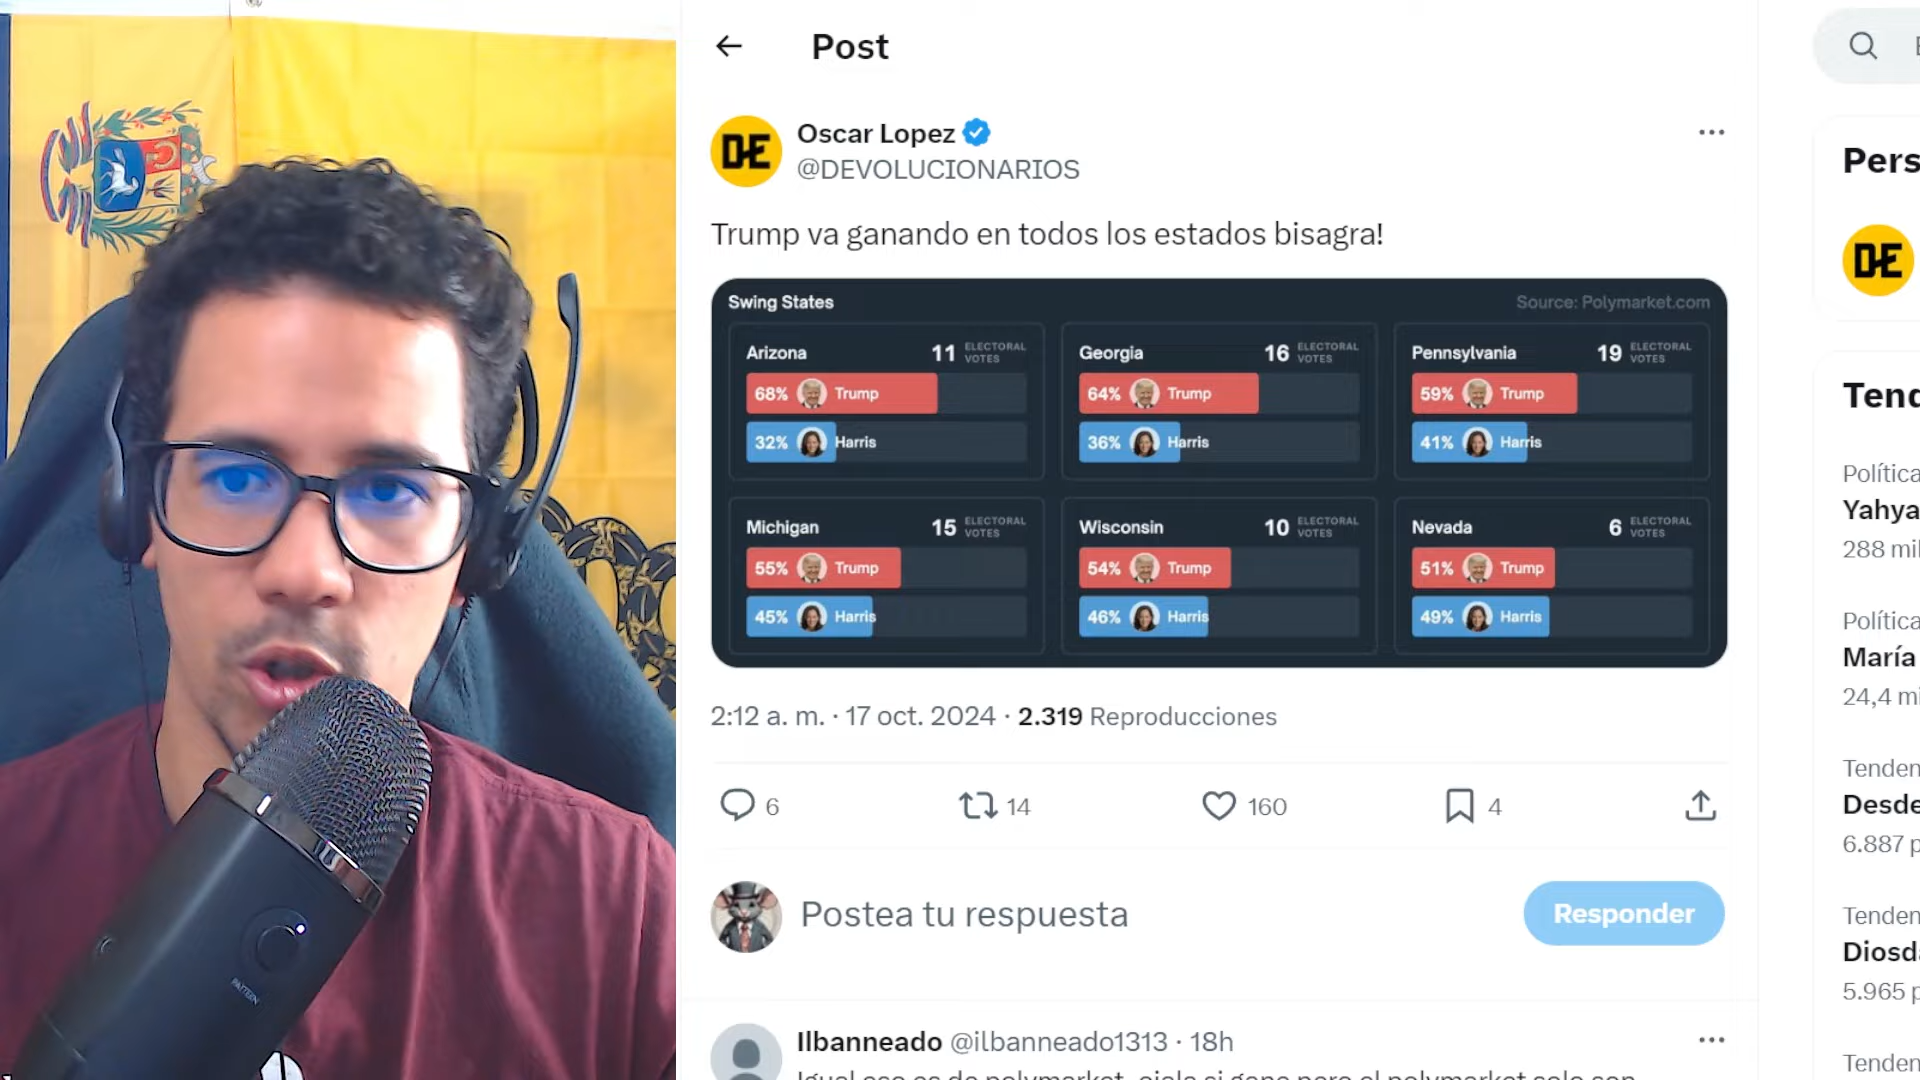 Post
DE
Oscar Lopez
@DEVOLUCIONARIOS
Trump va ganando en todos los estados bisagra!
Swing States
Source: Polymarket.com
Arizona 11 ELECTORAL VOTES
68% Trump
32% Harris
Georgia 16 ELECTORAL VOTES
64% Trump
36% Harris
Pennsylvania 19 ELECTORAL VOTES
59% Trump
41% Harris
Michigan 15 ELECTORAL VOTES
55% Trump
45% Harris
Wisconsin 10 ELECTORAL VOTES
54% Trump
46% Harris
Nevada 6 ELECTORAL VOTES
51% Trump
49% Harris
2:12 a. m. · 17 oct. 2024 · 2.319 Reproducciones
6 14 160 4
Postea tu respuesta
Responder
Ilbanneado @ilbanneado1313 · 18h
Pers
DE
Tend
Política
Yahya
288 mil
Política
María
24,4 mi
Tenden
Desde
6.887 p
Tenden
Diosda
5.965 p
Tenden
PATTERN